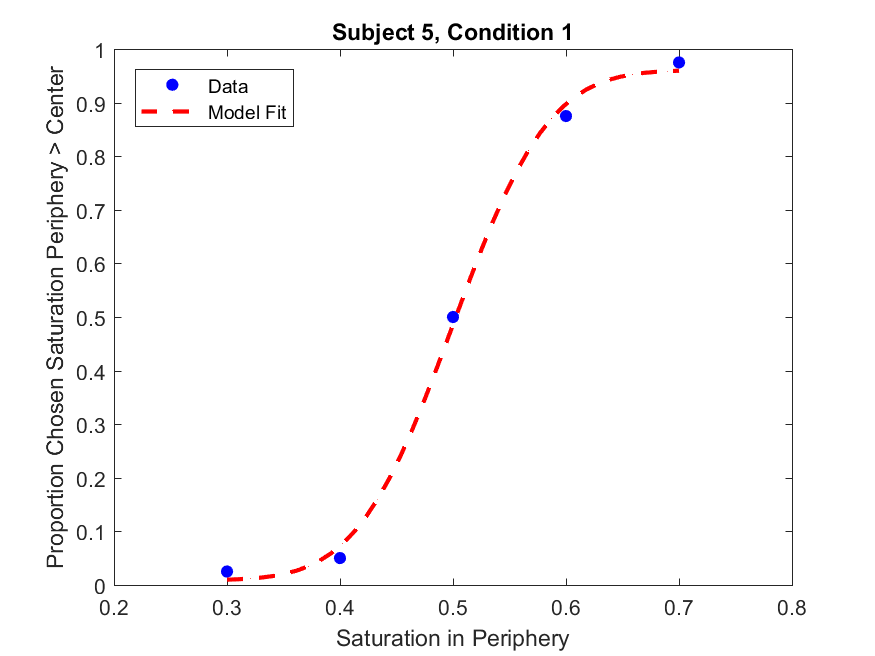 Subject 5, Condition 1
Data
Model Fit
Proportion Chosen Saturation Periphery > Center
1
0.9
0.8
0.7
0.6
0.5
0.4
0.3
0.2
0.1
0
0.2 0.3 0.4 0.5 0.6 0.7 0.8
Saturation in Periphery